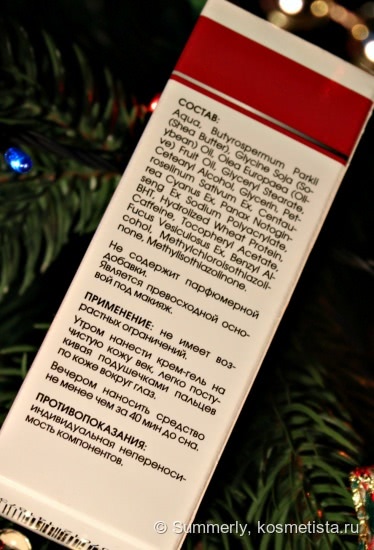 СОСТАВ:
Aqua, Butyrospermum Parkii
(Shea Butter), Glycine Soja (So-
ybean) Oil, Olea Europaea (Oli-
ve) Fruit Oil, Glyceryl Stearate,
Cetearyl Alcohol, Glycerin, Pet-
roselinum Sativum Ex, Centau-
rea Cyanus Ex, Panax Notogin-
seng Ex, Sodium Polyacrylate,
BHT, Hydrolized Wheat Protein,
Caffeine, Tocopheryl Acetate,
Fucus Vesiculosus Ex, Benzyl Al-
cohol, Methylchloroisothiazoli-
none, Methylisothiazolinone.
Не содержит парфюмерной
добавки.
Является превосходной осно-
вой под макияж.
ПРИМЕНЕНИЕ: не имеет воз-
растных ограничений.
Утром нанести крем-гель на
чистую кожу век, легко посту-
кивая подушечками пальцев
по коже вокруг глаз.
Вечером наносить средство
не менее чем за 40 мин до сна.
ПРОТИВОПОКАЗАНИЯ:
индивидуальная непереноси-
мость компонентов.
© Summerly, kosmetista.ru